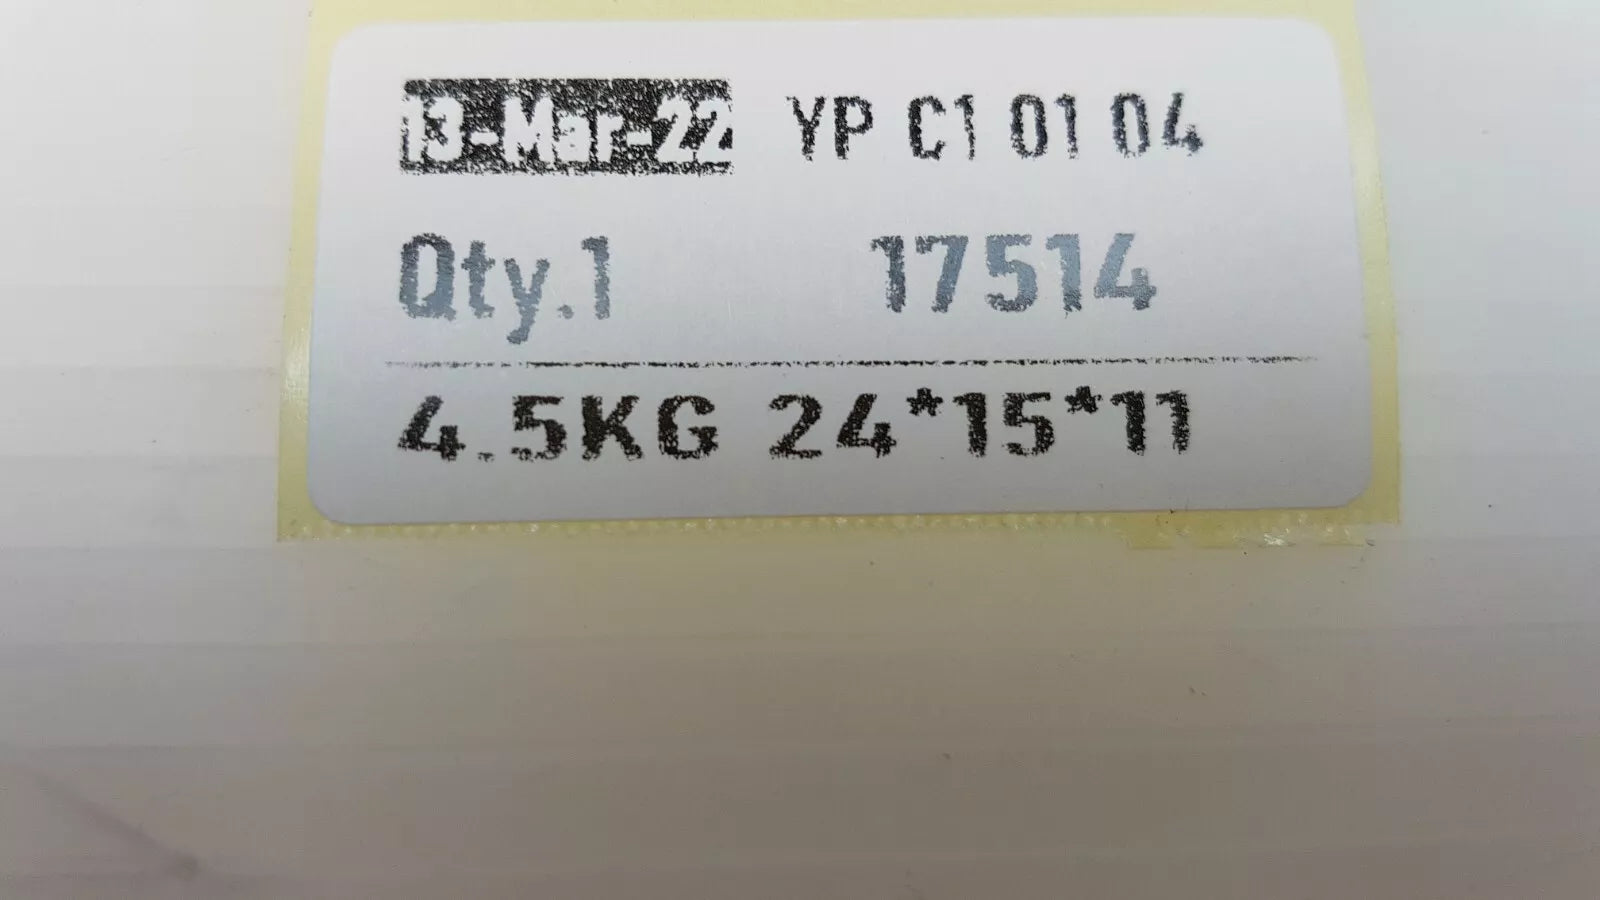 13-Mar-22 YP C1 01 04
Qty.1 17514
4.5KG 24*15*11